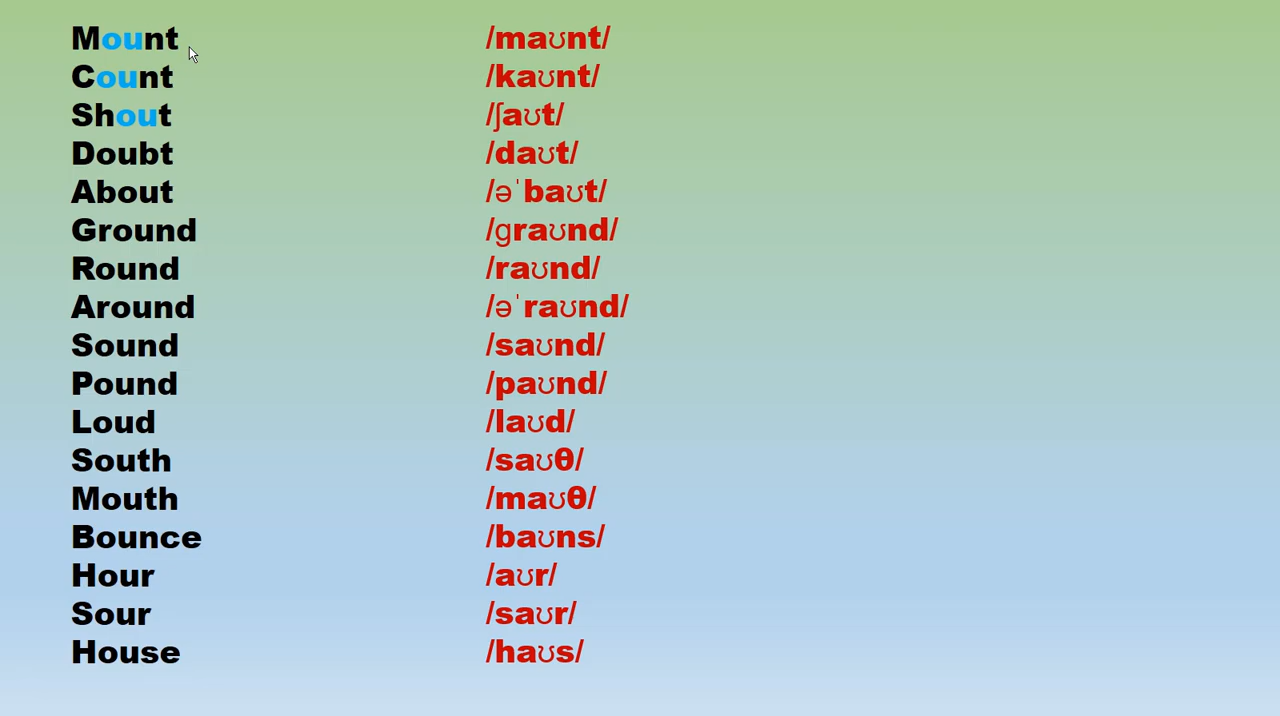 Mount /maʊnt/
Count /kaʊnt/
Shout /ʃaʊt/
Doubt /daʊt/
About /əˈbaʊt/
Ground /ɡraʊnd/
Round /raʊnd/
Around /əˈraʊnd/
Sound /saʊnd/
Pound /paʊnd/
Loud /laʊd/
South /saʊθ/
Mouth /maʊθ/
Bounce /baʊns/
Hour /aʊr/
Sour /saʊr/
House /haʊs/